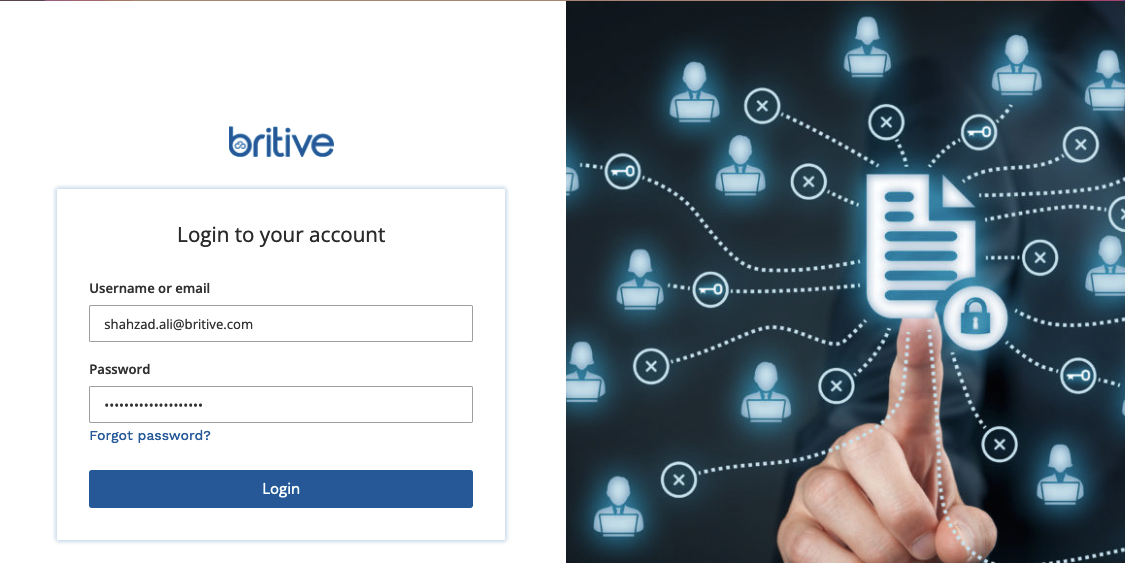 britive
Login to your account
Username or email
shahzad.ali@britive.com
Password
••••••••••••••••••••
Forgot password?
Login